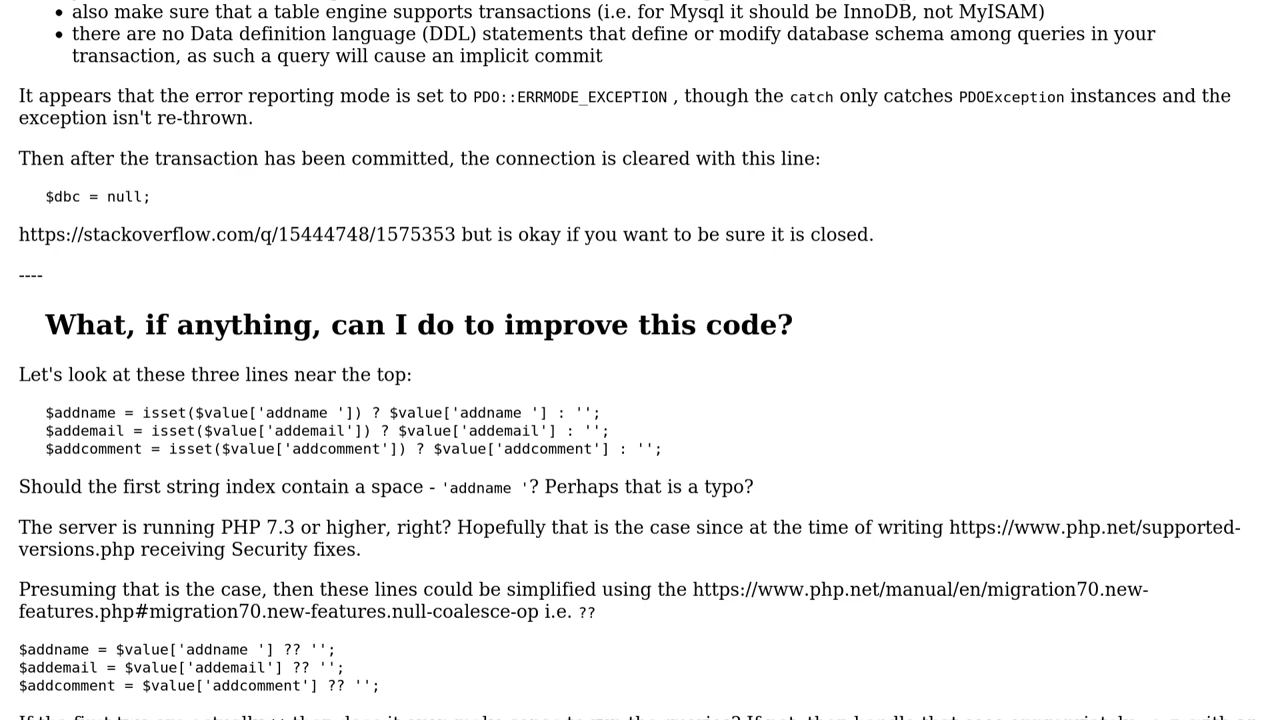 also make sure that a table engine supports transactions (i.e. for Mysql it should be InnoDB, not MyISAM)
there are no Data definition language (DDL) statements that define or modify database schema among queries in your
transaction, as such a query will cause an implicit commit
It appears that the error reporting mode is set to PDO::ERRMODE_EXCEPTION , though the catch only catches PDOException instances and the
exception isn't re-thrown.
Then after the transaction has been committed, the connection is cleared with this line:
$dbc = null;
https://stackoverflow.com/q/15444748/1575353 but is okay if you want to be sure it is closed.
----
What, if anything, can I do to improve this code?
Let's look at these three lines near the top:
$addname = isset($value['addname ']) ? $value['addname '] : '';
$addemail = isset($value['addemail']) ? $value['addemail'] : '';
$addcomment = isset($value['addcomment']) ? $value['addcomment'] : '';
Should the first string index contain a space - 'addname '? Perhaps that is a typo?
The server is running PHP 7.3 or higher, right? Hopefully that is the case since at the time of writing https://www.php.net/supported-
versions.php receiving Security fixes.
Presuming that is the case, then these lines could be simplified using the https://www.php.net/manual/en/migration70.new-
features.php#migration70.new-features.null-coalesce-op i.e. ??
$addname = $value['addname '] ?? '';
$addemail = $value['addemail'] ?? '';
$addcomment = $value['addcomment'] ?? '';